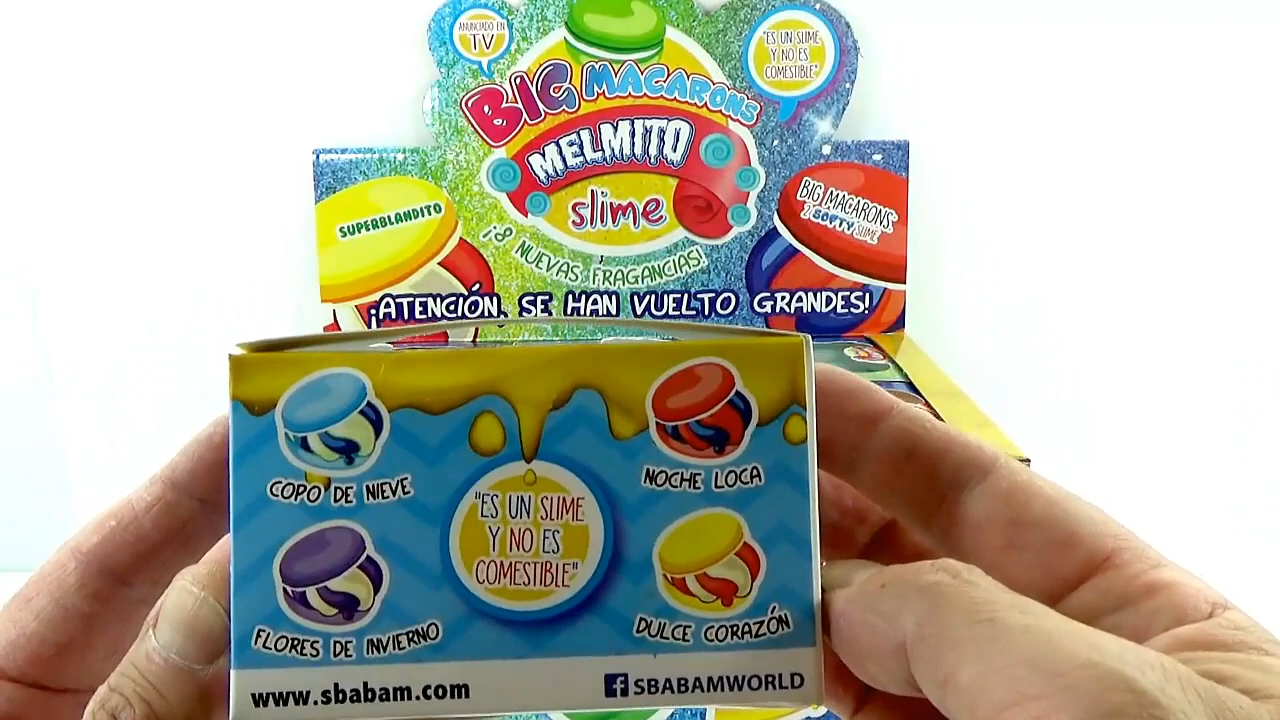 ANUNCIADO EN
TV
"ES UN SLIME
Y NO ES
COMESTIBLE"
BIG MACARONS
MELMITO
slime
SUPERBLANDITO
BIG MACARONS:
2 SOFTY SLIME
¡8 NUEVAS FRAGANCIAS!
¡ATENCIÓN, SE HAN VUELTO GRANDES!
COPO DE NIEVE
NOCHE LOCA
"ES UN SLIME
Y NO ES
COMESTIBLE"
FLORES DE INVIERNO
DULCE CORAZÓN
www.sbabam.com
SBABAMWORLD